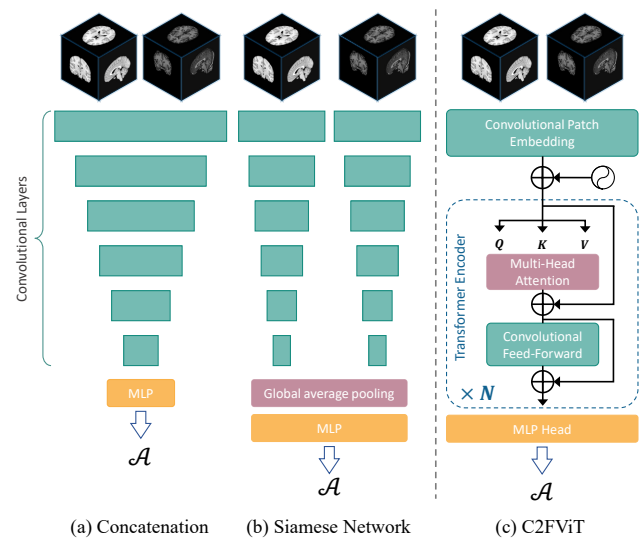 Convolutional Layers
MLP
𝒜
(a) Concatenation
Global average pooling
MLP
𝒜
(b) Siamese Network
Convolutional Patch
Embedding
Transformer Encoder
Q K V
Multi-Head
Attention
Convolutional
Feed-Forward
× N
MLP Head
𝒜
(c) C2FViT